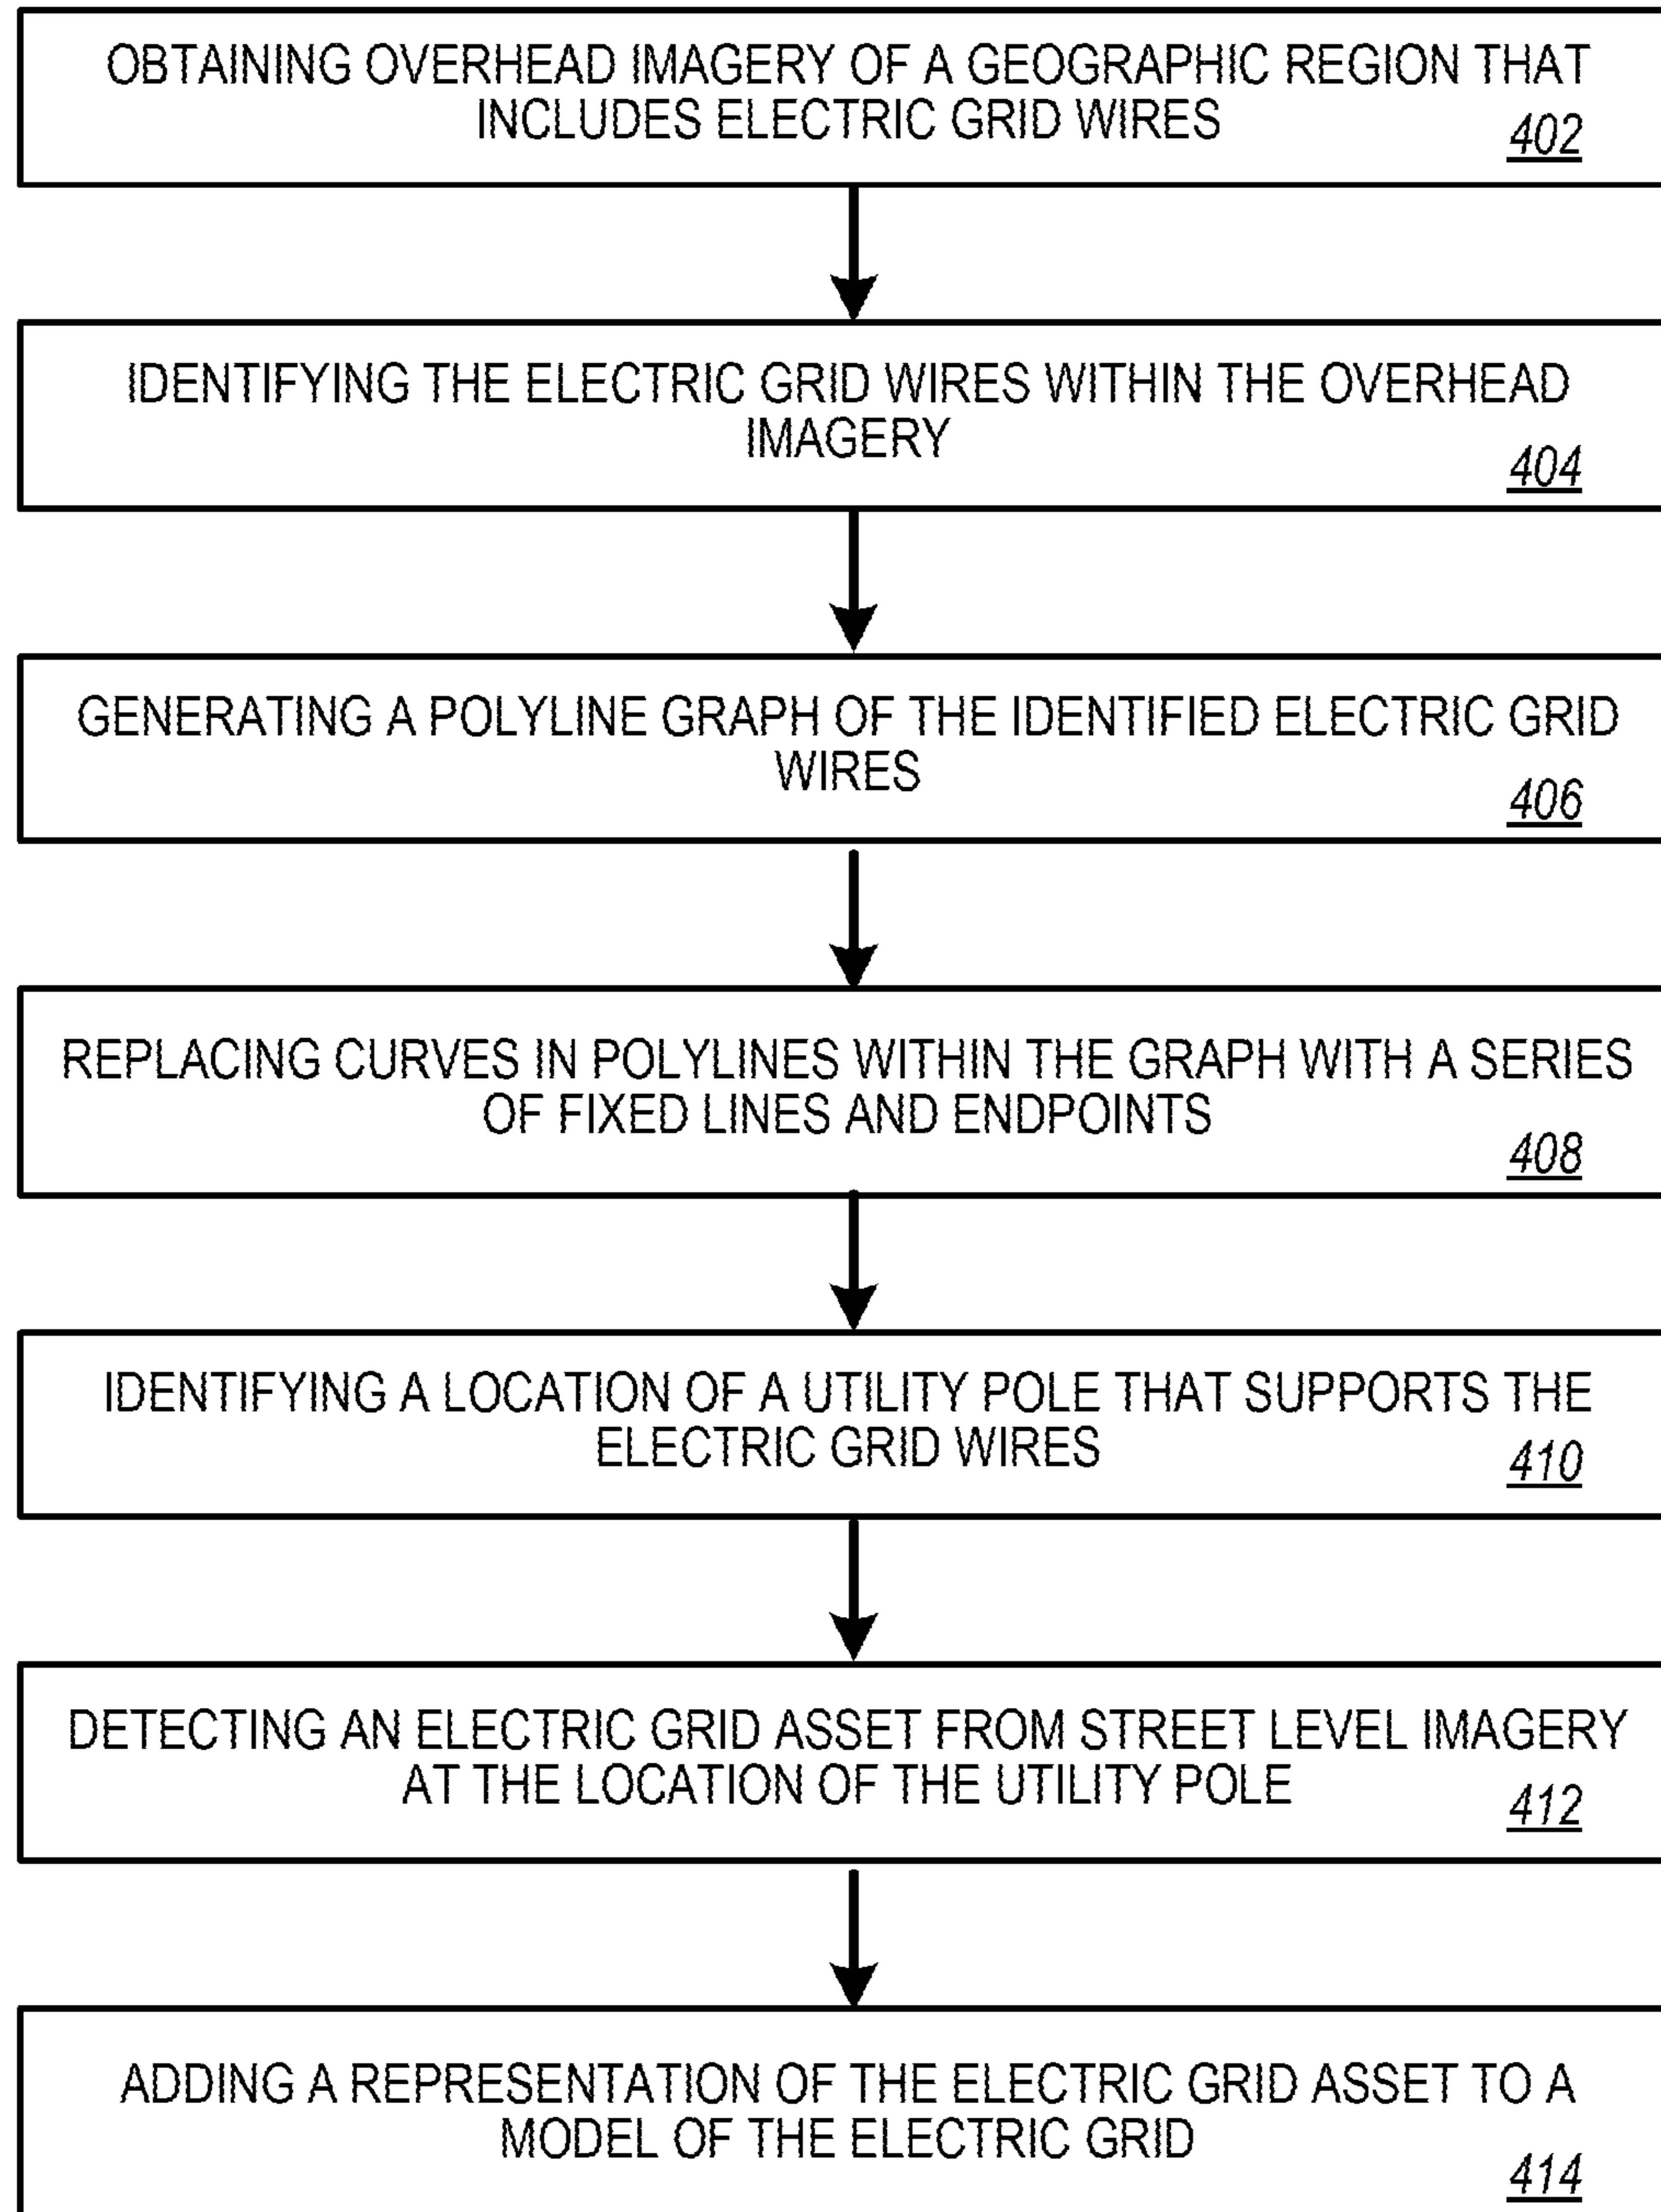 OBTAINING OVERHEAD IMAGERY OF A GEOGRAPHIC REGION THAT
INCLUDES ELECTRIC GRID WIRES
402
IDENTIFYING THE ELECTRIC GRID WIRES WITHIN THE OVERHEAD
IMAGERY
404
GENERATING A POLYLINE GRAPH OF THE IDENTIFIED ELECTRIC GRID
WIRES
406
REPLACING CURVES IN POLYLINES WITHIN THE GRAPH WITH A SERIES
OF FIXED LINES AND ENDPOINTS
408
IDENTIFYING A LOCATION OF A UTILITY POLE THAT SUPPORTS THE
ELECTRIC GRID WIRES
410
DETECTING AN ELECTRIC GRID ASSET FROM STREET LEVEL IMAGERY
AT THE LOCATION OF THE UTILITY POLE
412
ADDING A REPRESENTATION OF THE ELECTRIC GRID ASSET TO A
MODEL OF THE ELECTRIC GRID
414